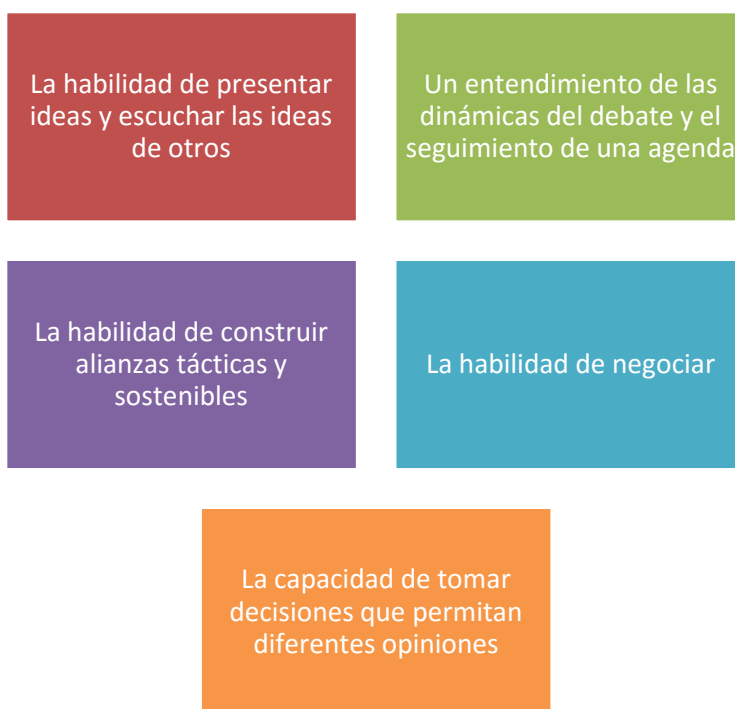 La habilidad de presentar
ideas y escuchar las ideas
de otros
Un entendimiento de las
dinámicas del debate y el
seguimiento de una agenda
La habilidad de construir
alianzas tácticas y
sostenibles
La habilidad de negociar
La capacidad de tomar
decisiones que permitan
diferentes opiniones